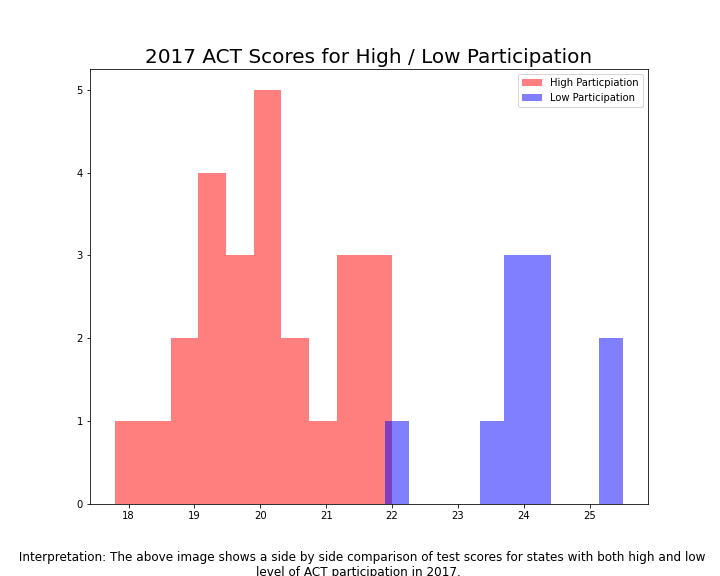 2017 ACT Scores for High / Low Participation
High Particpiation
Low Participation
5
4
3
2
1
0
18 19 20 21 22 23 24 25
Interpretation: The above image shows a side by side comparison of test scores for states with both high and low
level of ACT participation in 2017.